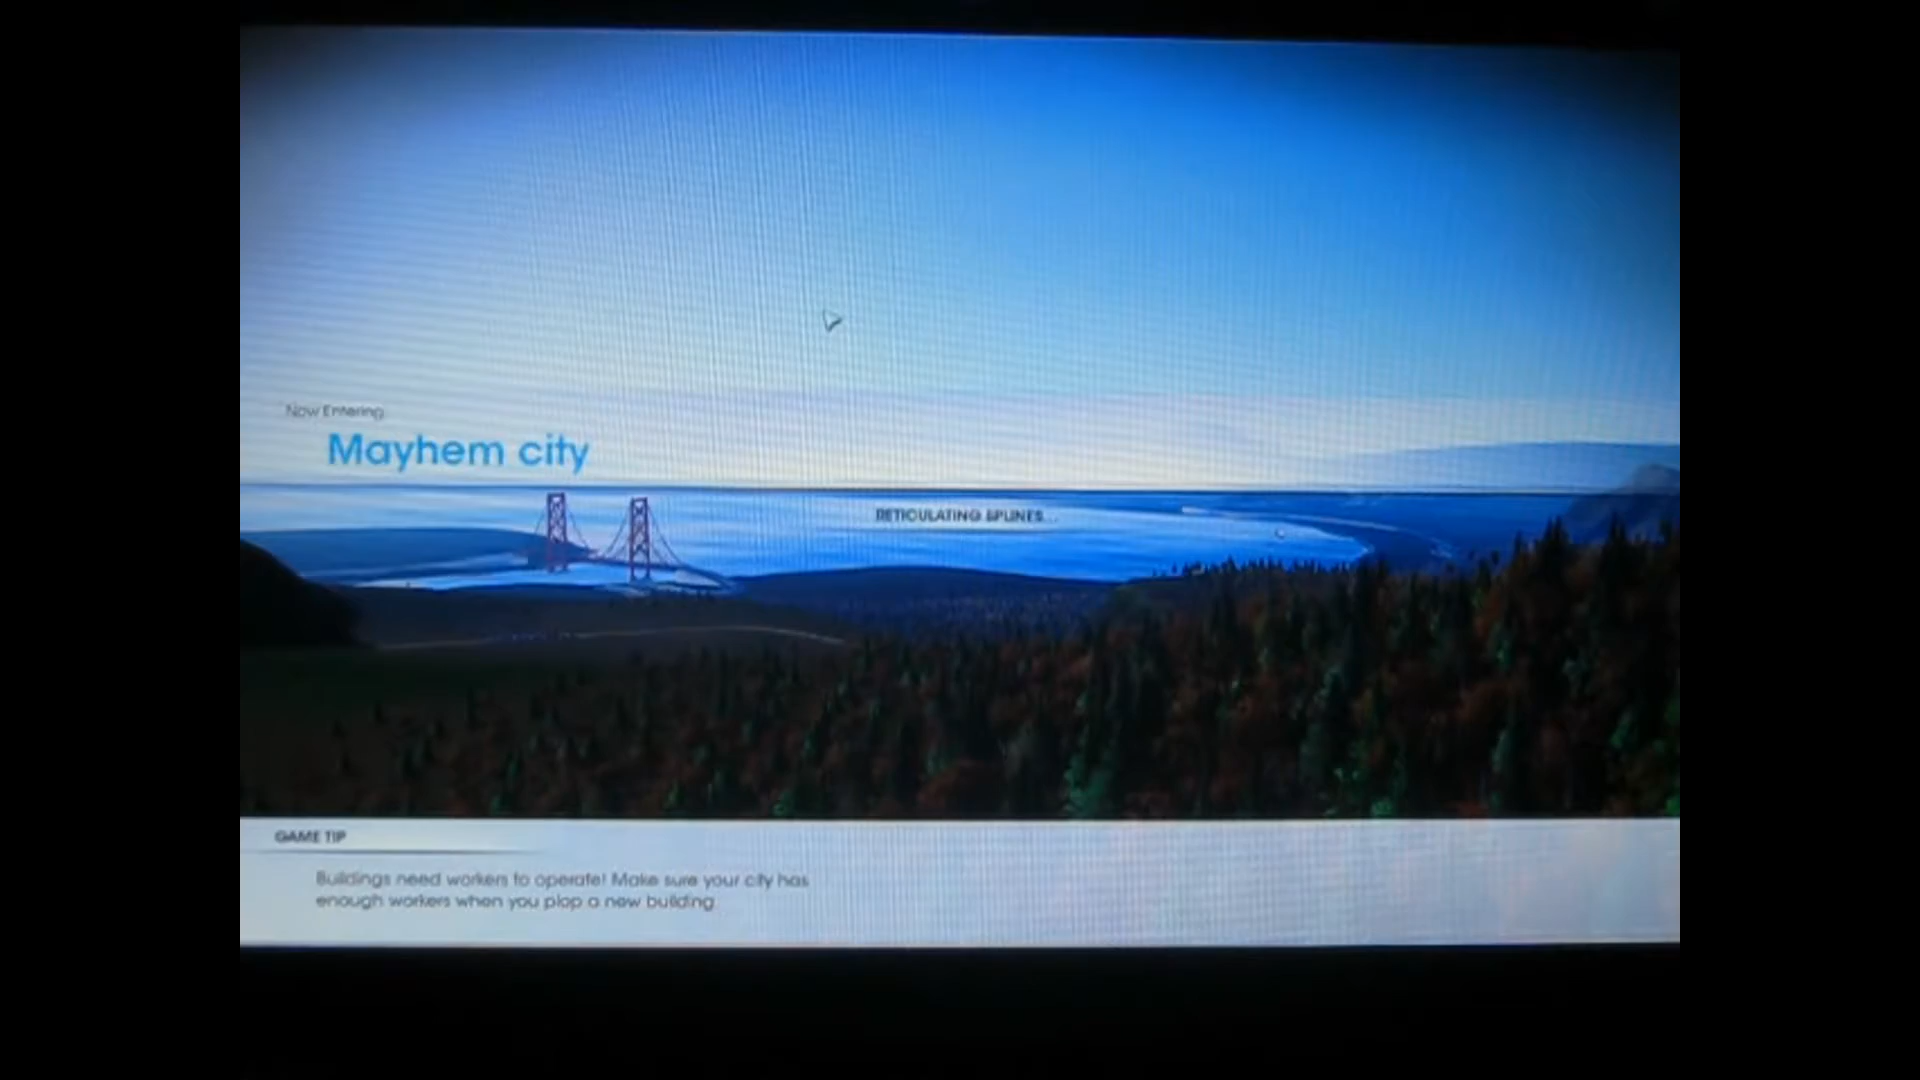 Now Entering
Mayhem city
RETICULATING SPLINES...
GAME TIP
Buildings need workers to operate! Make sure your city has
enough workers when you plop a new building